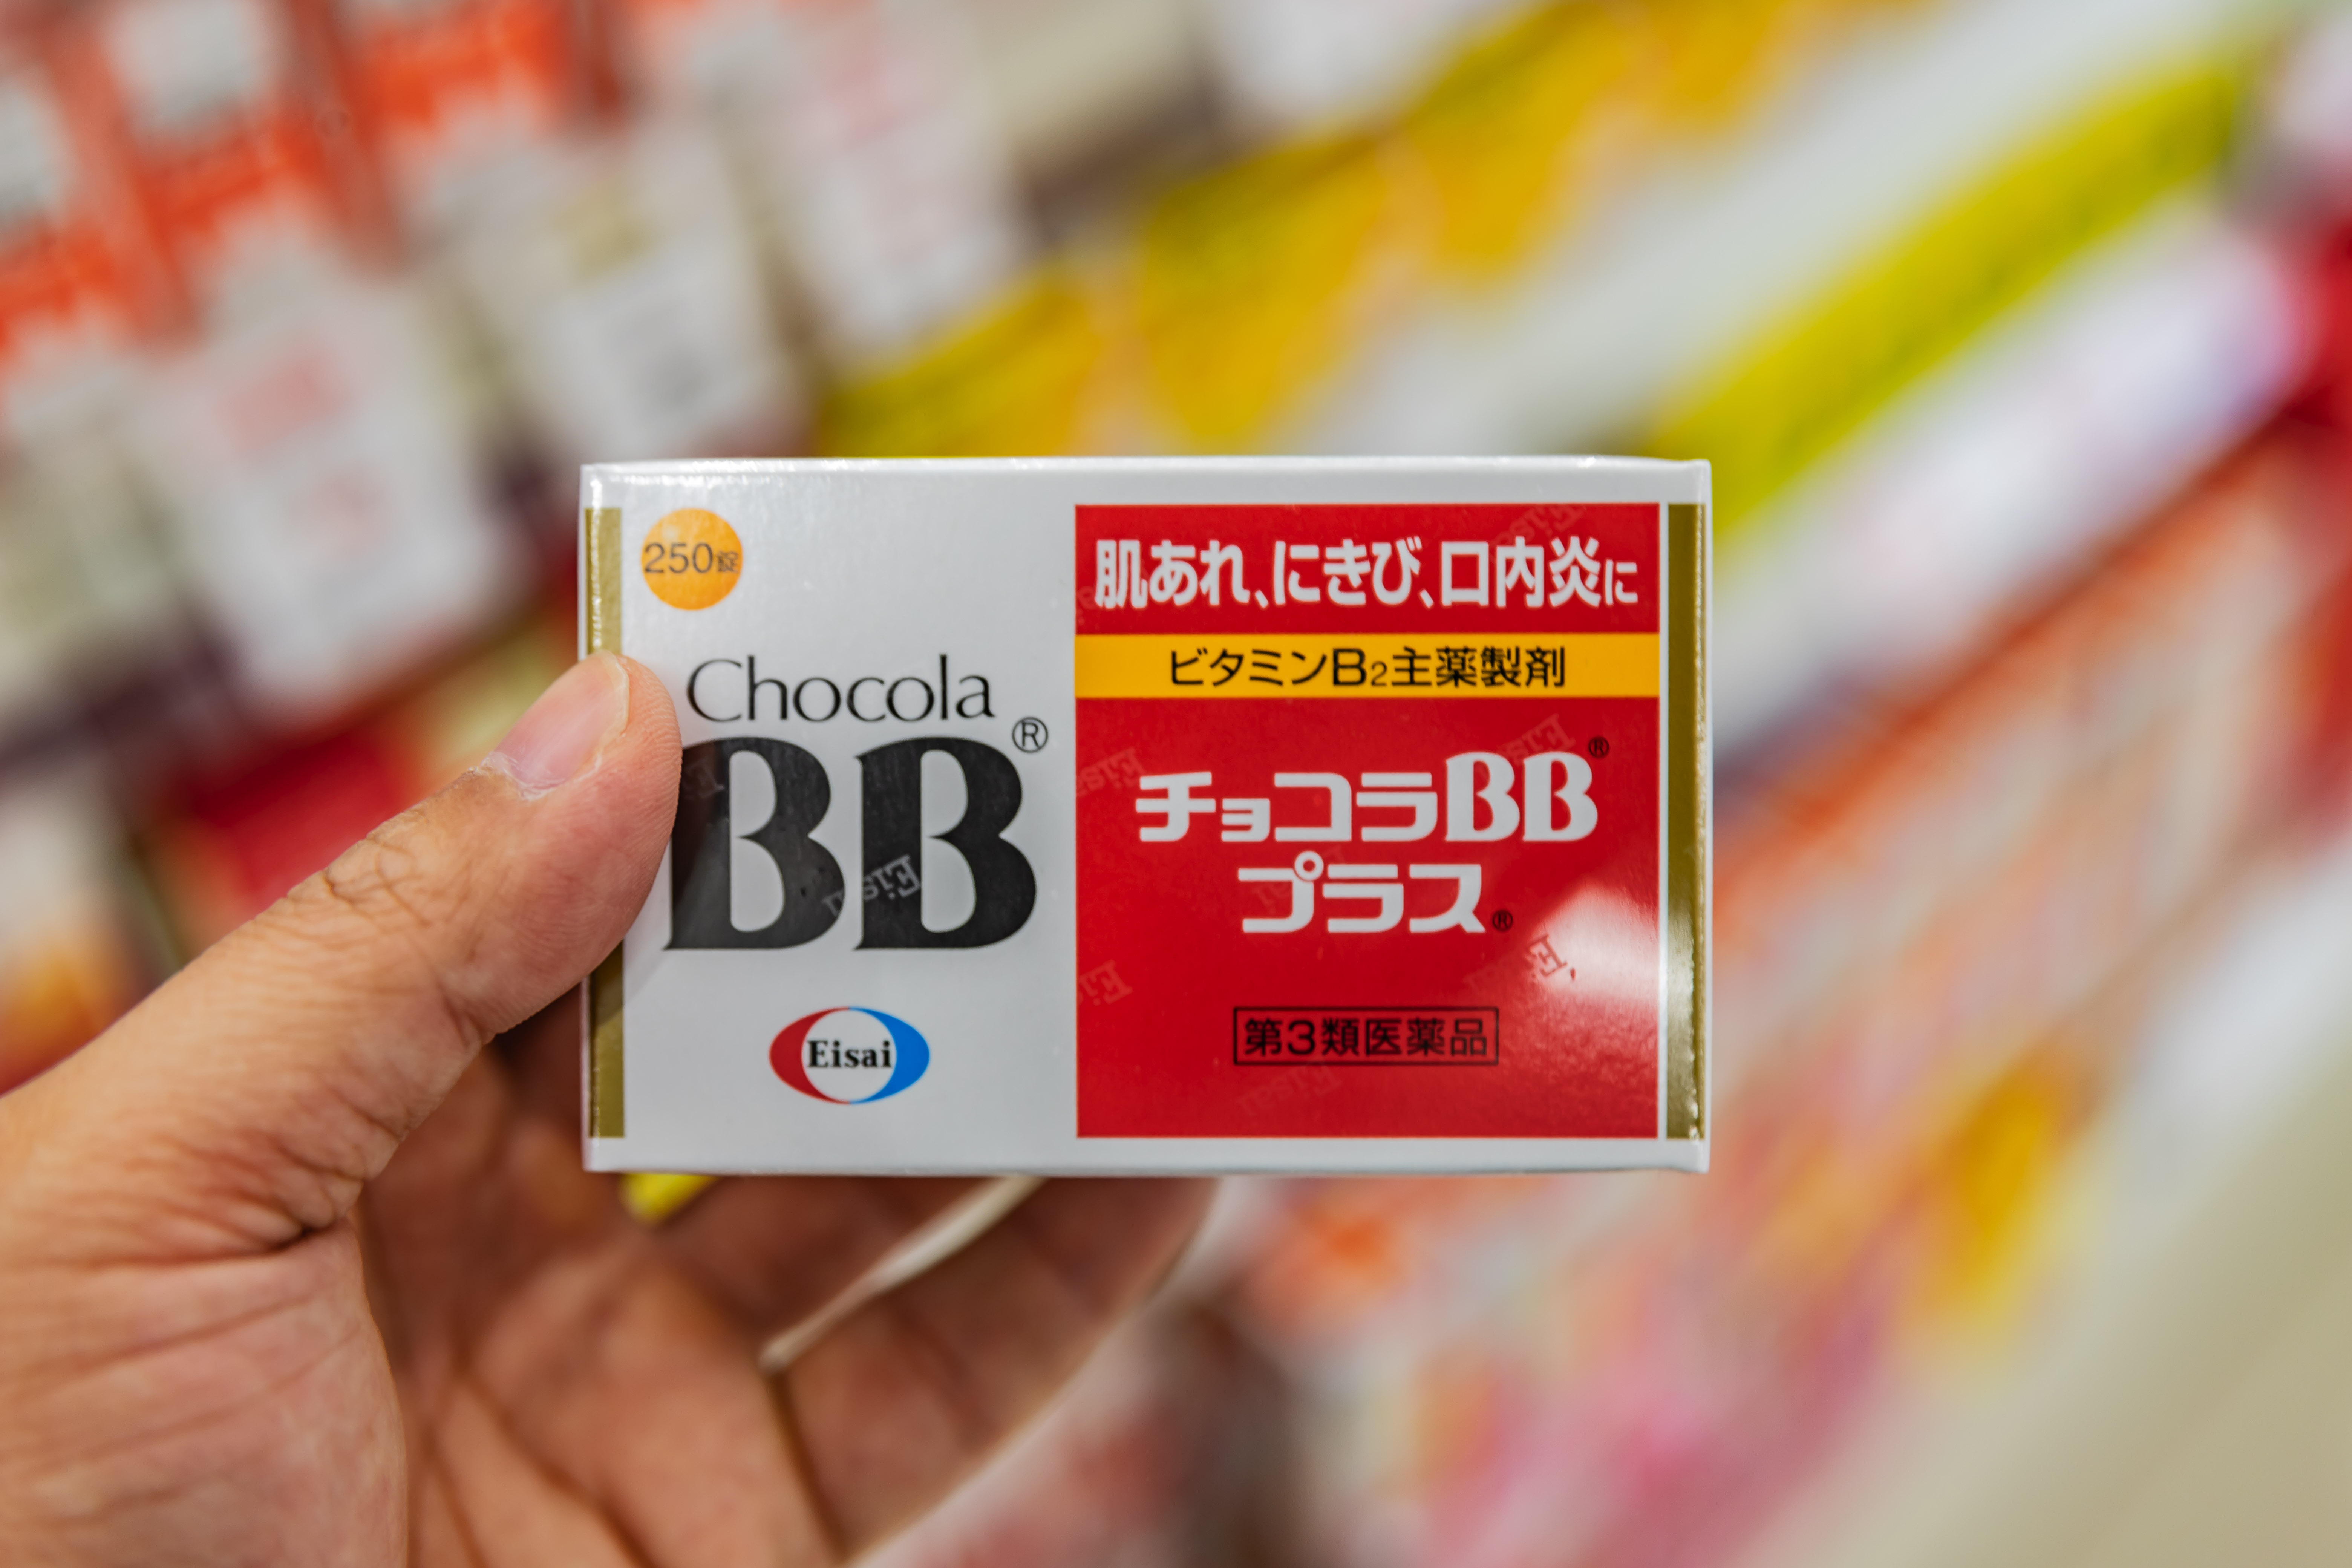 250錠
Chocola
BB®
Eisai
肌あれ、にきび、口内炎に
ビタミンB2主薬製剤
チョコラBB®
プラス®
第3類医薬品